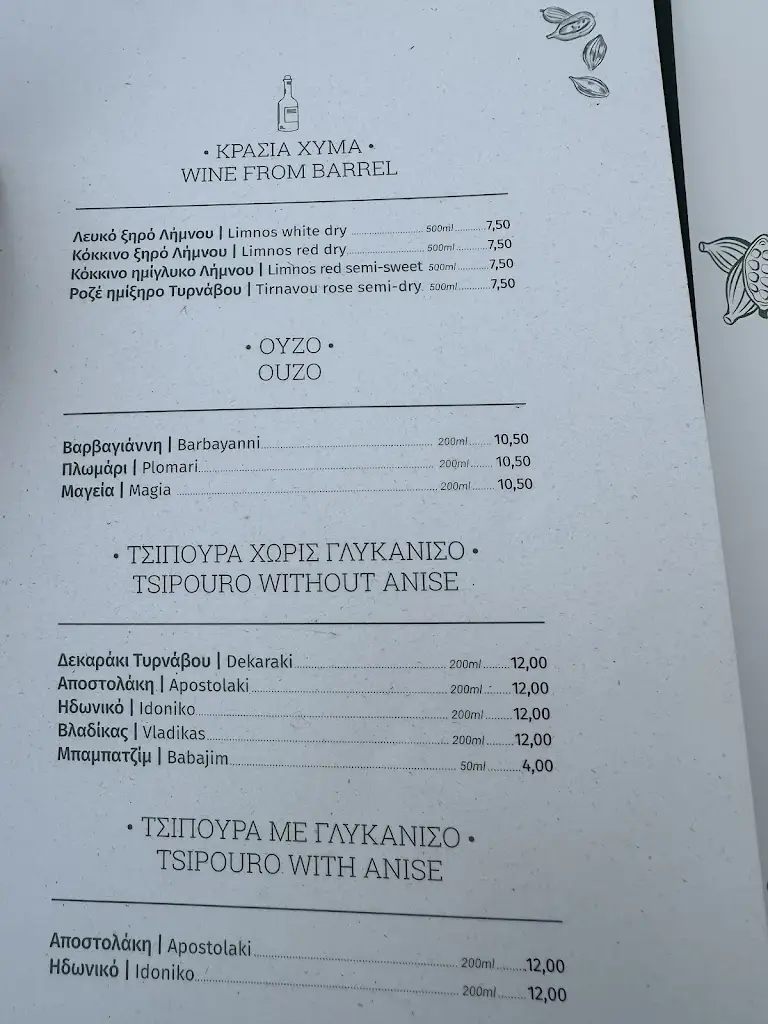 • ΚΡΑΣΙΑ ΧΥΜΑ •
WINE FROM BARREL
Λευκό ξηρό Λήμνου | Limnos white dry ........ 500ml ........ 7,50
Κόκκινο ξηρό Λήμνου | Limnos red dry ........ 500ml ........ 7,50
Κόκκινο ημίγλυκο Λήμνου | Limnos red semi-sweet 500ml ........ 7,50
Ροζέ ημίξηρο Τυρνάβου | Tirnavou rose semi-dry. 500ml ........ 7,50
• ΟΥΖΟ •
OUZO
Βαρβαγιάννη | Barbayanni ........ 200ml ........ 10,50
Πλωμάρι | Plomari ........ 200ml ........ 10,50
Μαγεία | Magia ........ 200ml ........ 10,50
• ΤΣΙΠΟΥΡΑ ΧΩΡΙΣ ΓΛΥΚΑΝΙΣΟ •
TSIPOURO WITHOUT ANISE
Δεκαράκι Τυρνάβου | Dekaraki ........ 200ml ........ 12,00
Αποστολάκη | Apostolaki ........ 200ml ........ 12,00
Ηδωνικό | Idoniko ........ 200ml ........ 12,00
Βλαδίκας | Vladikas ........ 200ml ........ 12,00
Μπαμπατζίμ | Babajim ........ 50ml ........ 4,00
• ΤΣΙΠΟΥΡΑ ΜΕ ΓΛΥΚΑΝΙΣΟ •
TSIPOURO WITH ANISE
Αποστολάκη | Apostolaki ........ 200ml ........ 12,00
Ηδωνικό | Idoniko ........ 200ml ........ 12,00